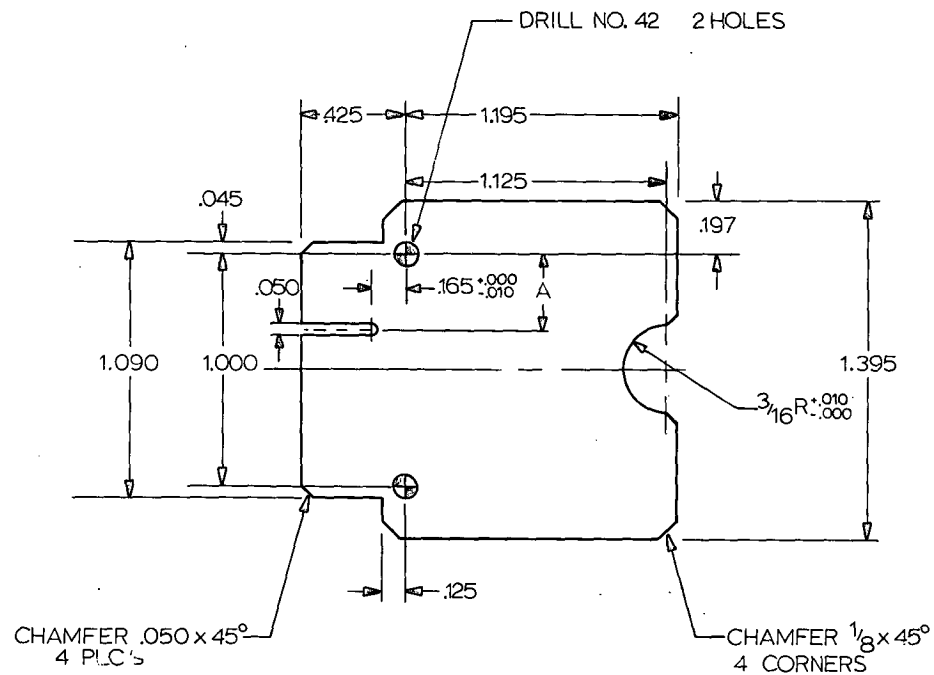 DRILL NO. 42 2 HOLES
.425
1.195
1.125
.045
.197
.050
.165 +.000 -.010
A
1.090
1.000
1.395
3/16 R +.010 -.000
.125
CHAMFER .050 x 45°
4 PLC's
CHAMFER 1/8 x 45°
4 CORNERS